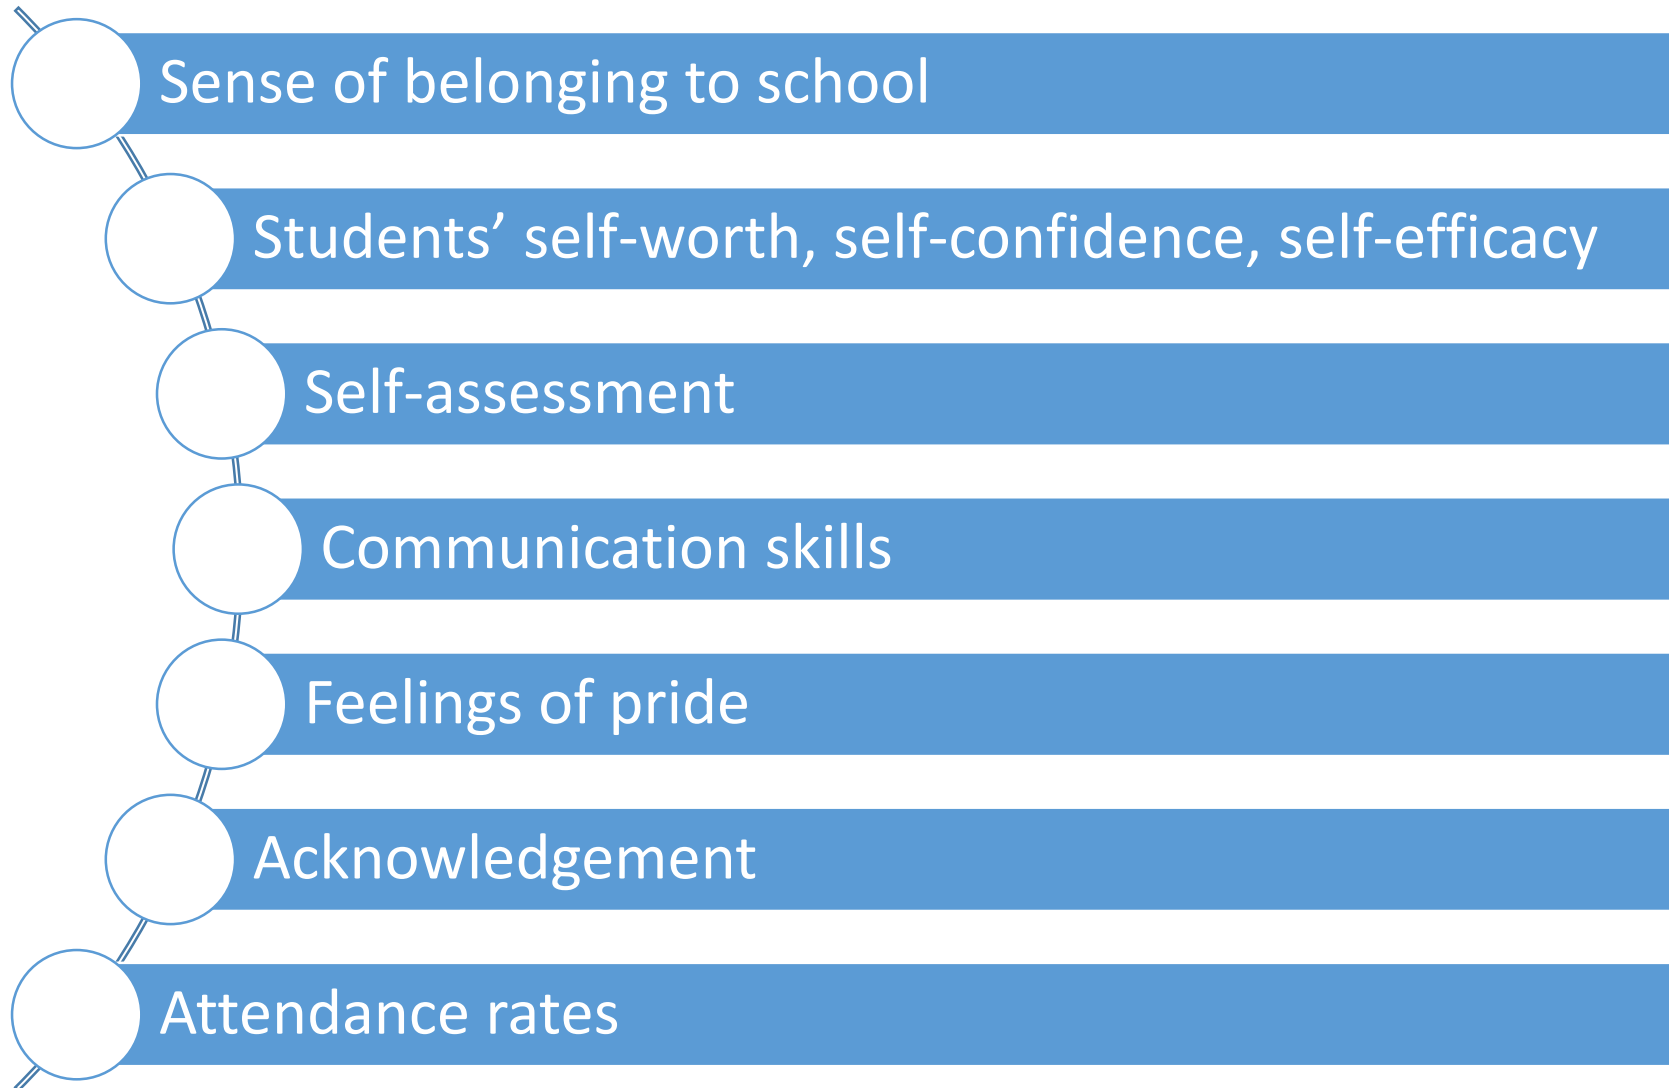 Sense of belonging to school
Students’ self-worth, self-confidence, self-efficacy
Self-assessment
Communication skills
Feelings of pride
Acknowledgement
Attendance rates